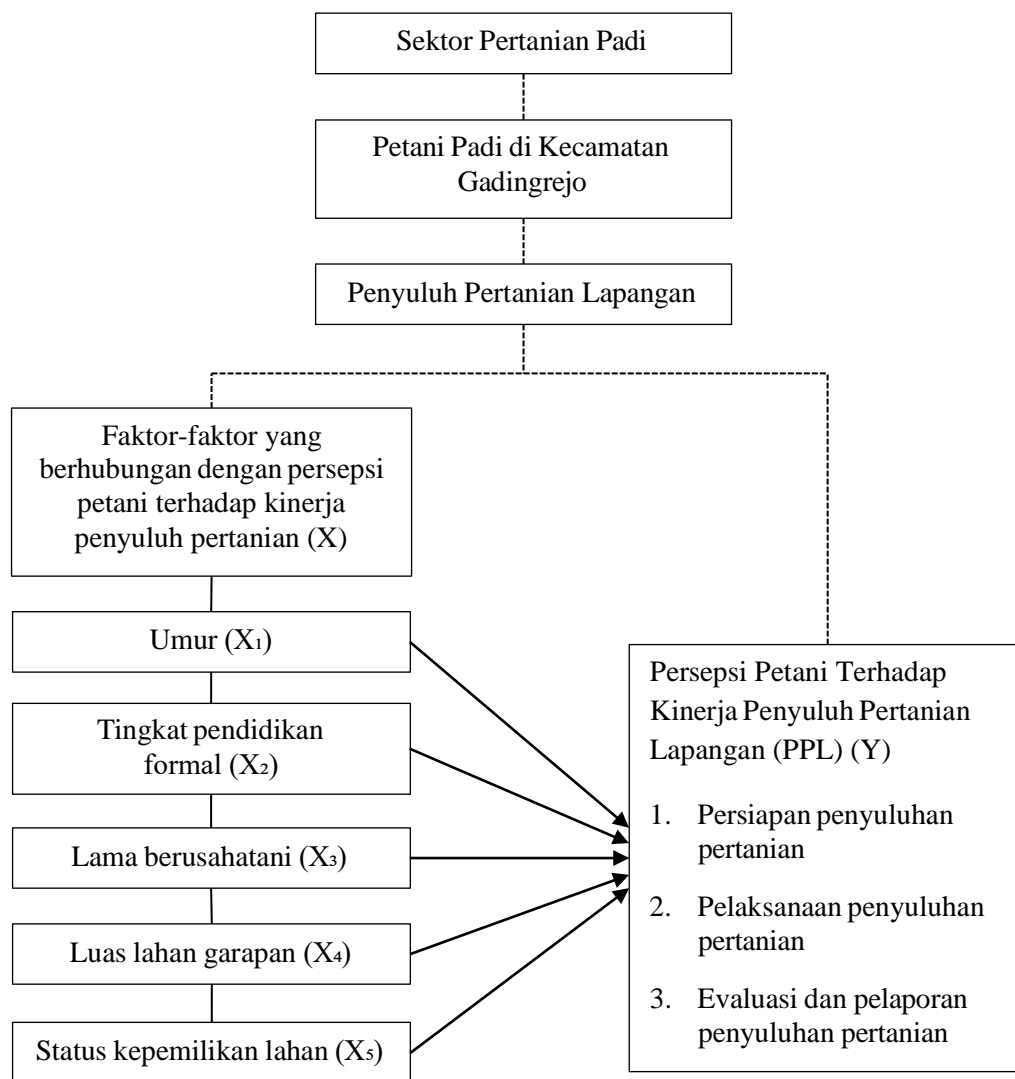 Sektor Pertanian Padi
Petani Padi di Kecamatan
Gadingrejo
Penyuluh Pertanian Lapangan
Faktor-faktor yang
berhubungan dengan persepsi
petani terhadap kinerja
penyuluh pertanian (X)
Umur (X₁)
Tingkat pendidikan
formal (X₂)
Lama berusahatani (X₃)
Luas lahan garapan (X₄)
Status kepemilikan lahan (X₅)
Persepsi Petani Terhadap
Kinerja Penyuluh Pertanian
Lapangan (PPL) (Y)
1. Persiapan penyuluhan
pertanian
2. Pelaksanaan penyuluhan
pertanian
3. Evaluasi dan pelaporan
penyuluhan pertanian